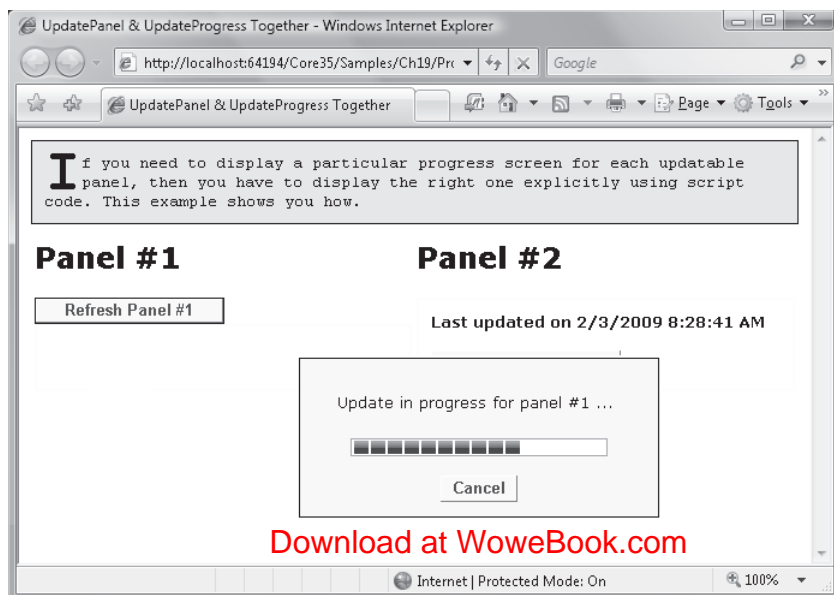 UpdatePanel & UpdateProgress Together - Windows Internet Explorer
http://localhost:64194/Core35/Samples/Ch19/Prc
Google
UpdatePanel & UpdateProgress Together
Page
Tools
If you need to display a particular progress screen for each updatable
panel, then you have to display the right one explicitly using script
code. This example shows you how.
Panel #1
Panel #2
Refresh Panel #1
Last updated on 2/3/2009 8:28:41 AM
Update in progress for panel #1 ...
Cancel
Download at WoweBook.com
Internet | Protected Mode: On
100%